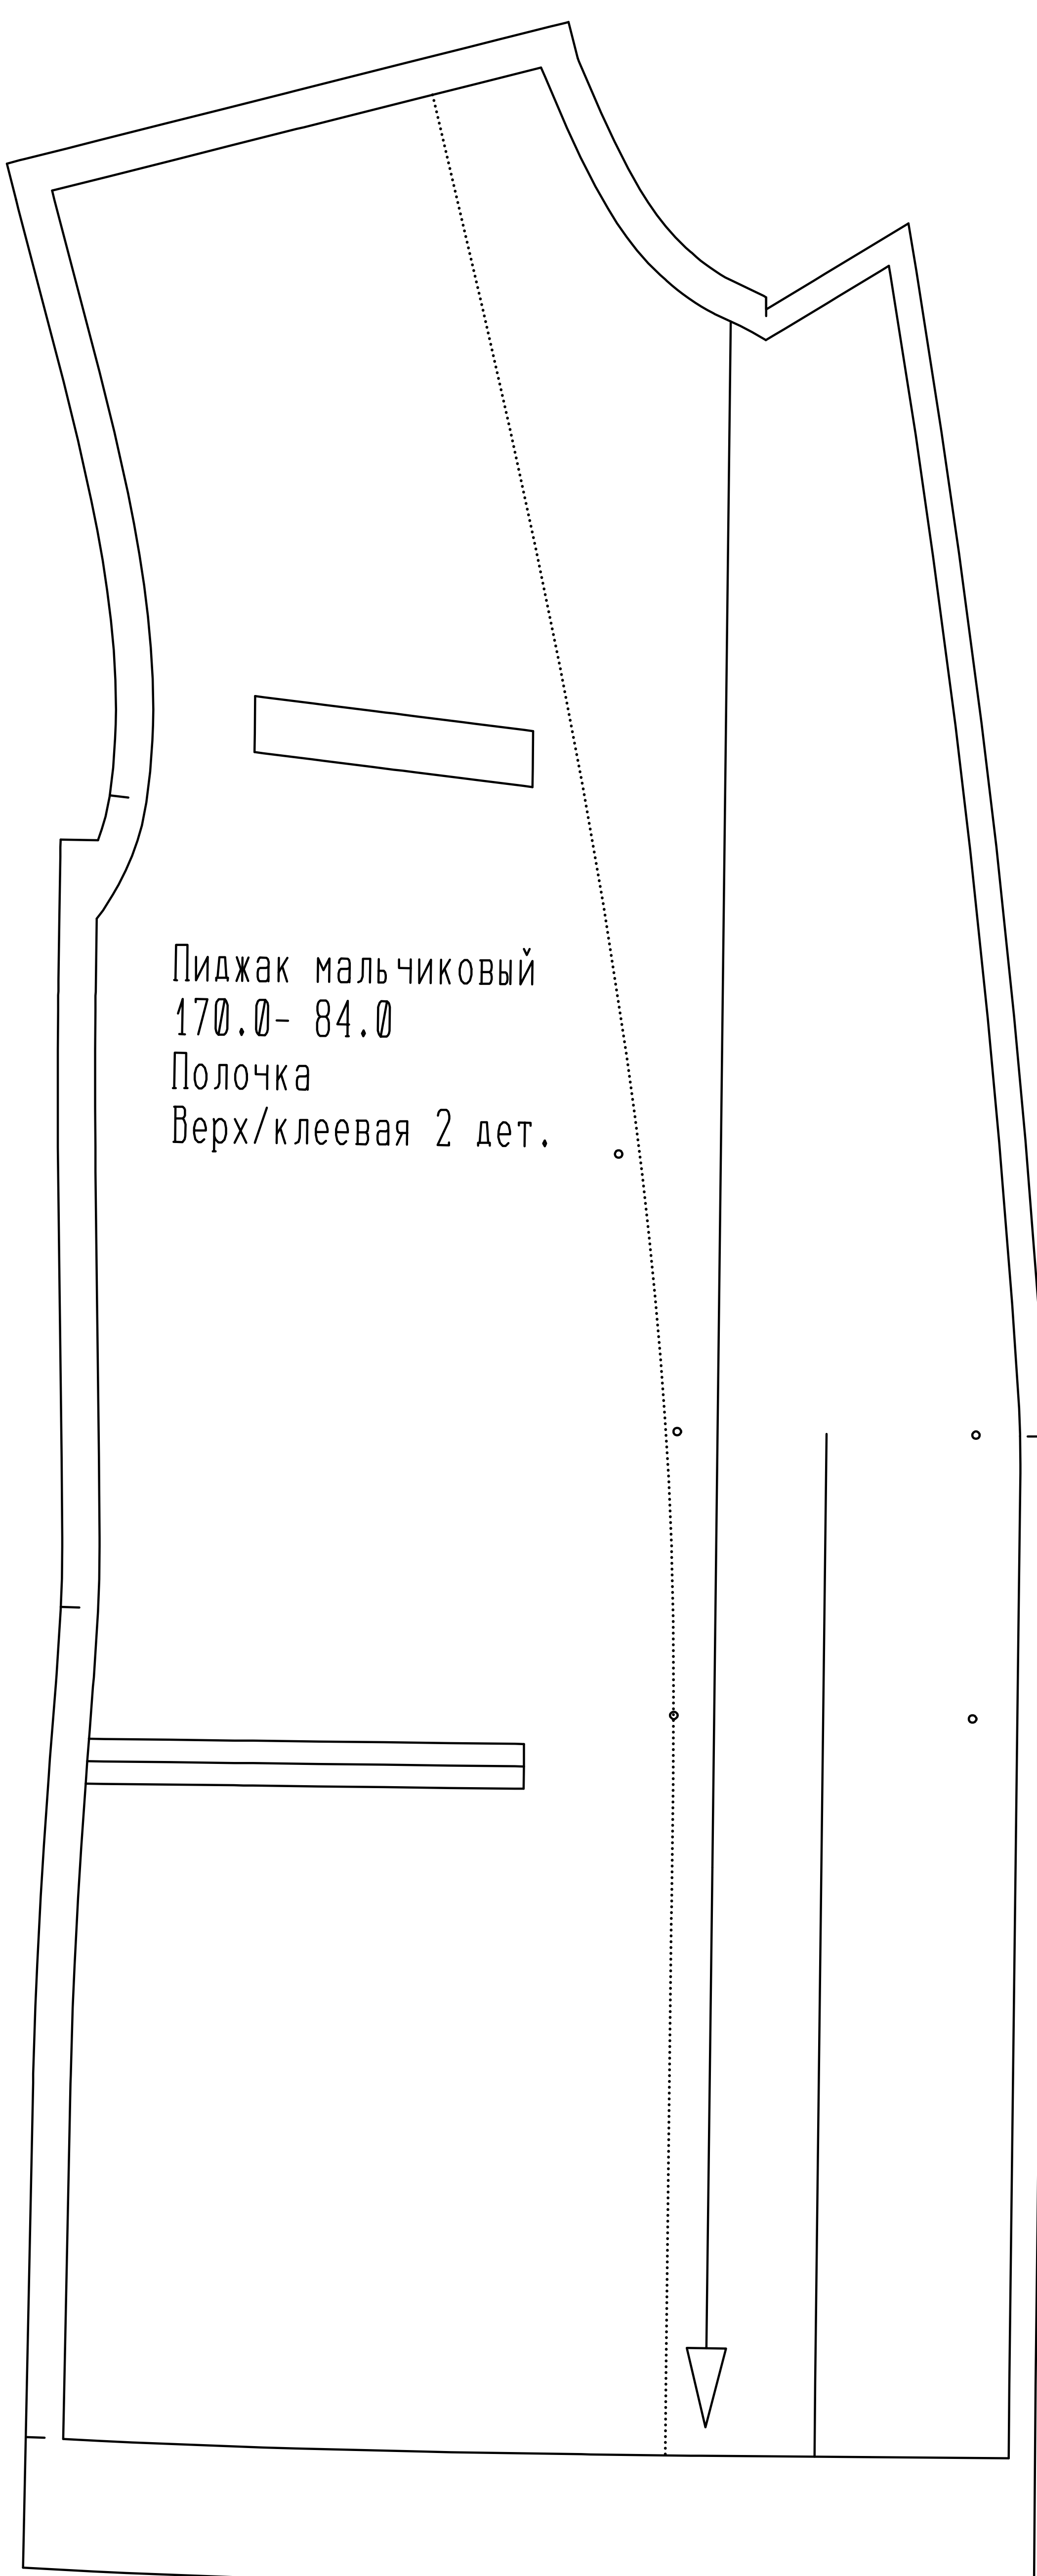 Пиджак мальчиковый
170.0- 84.0
Полочка
Верх/клеевая 2 дет.